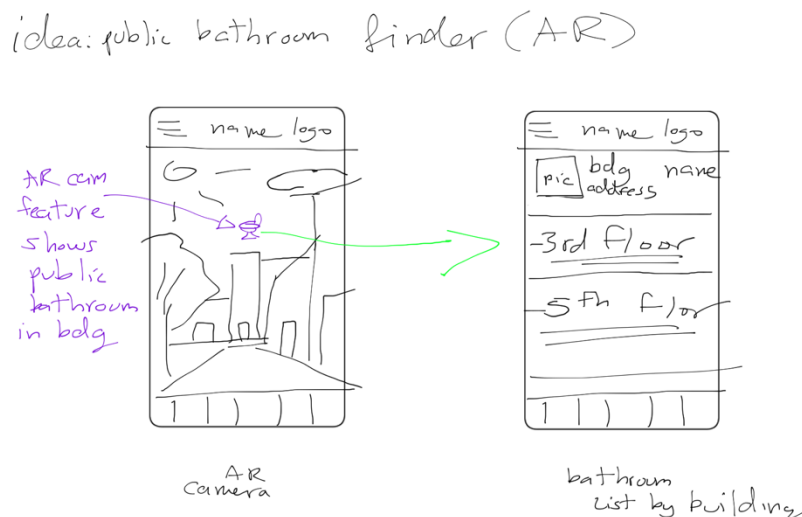 idea: public bathroom finder (AR)
name logo
AR cam
feature
shows
public
bathroom
in bdg
AR
camera
name logo
pic
bdg name
address
-3rd floor
-5th flor
bathroom
list by building